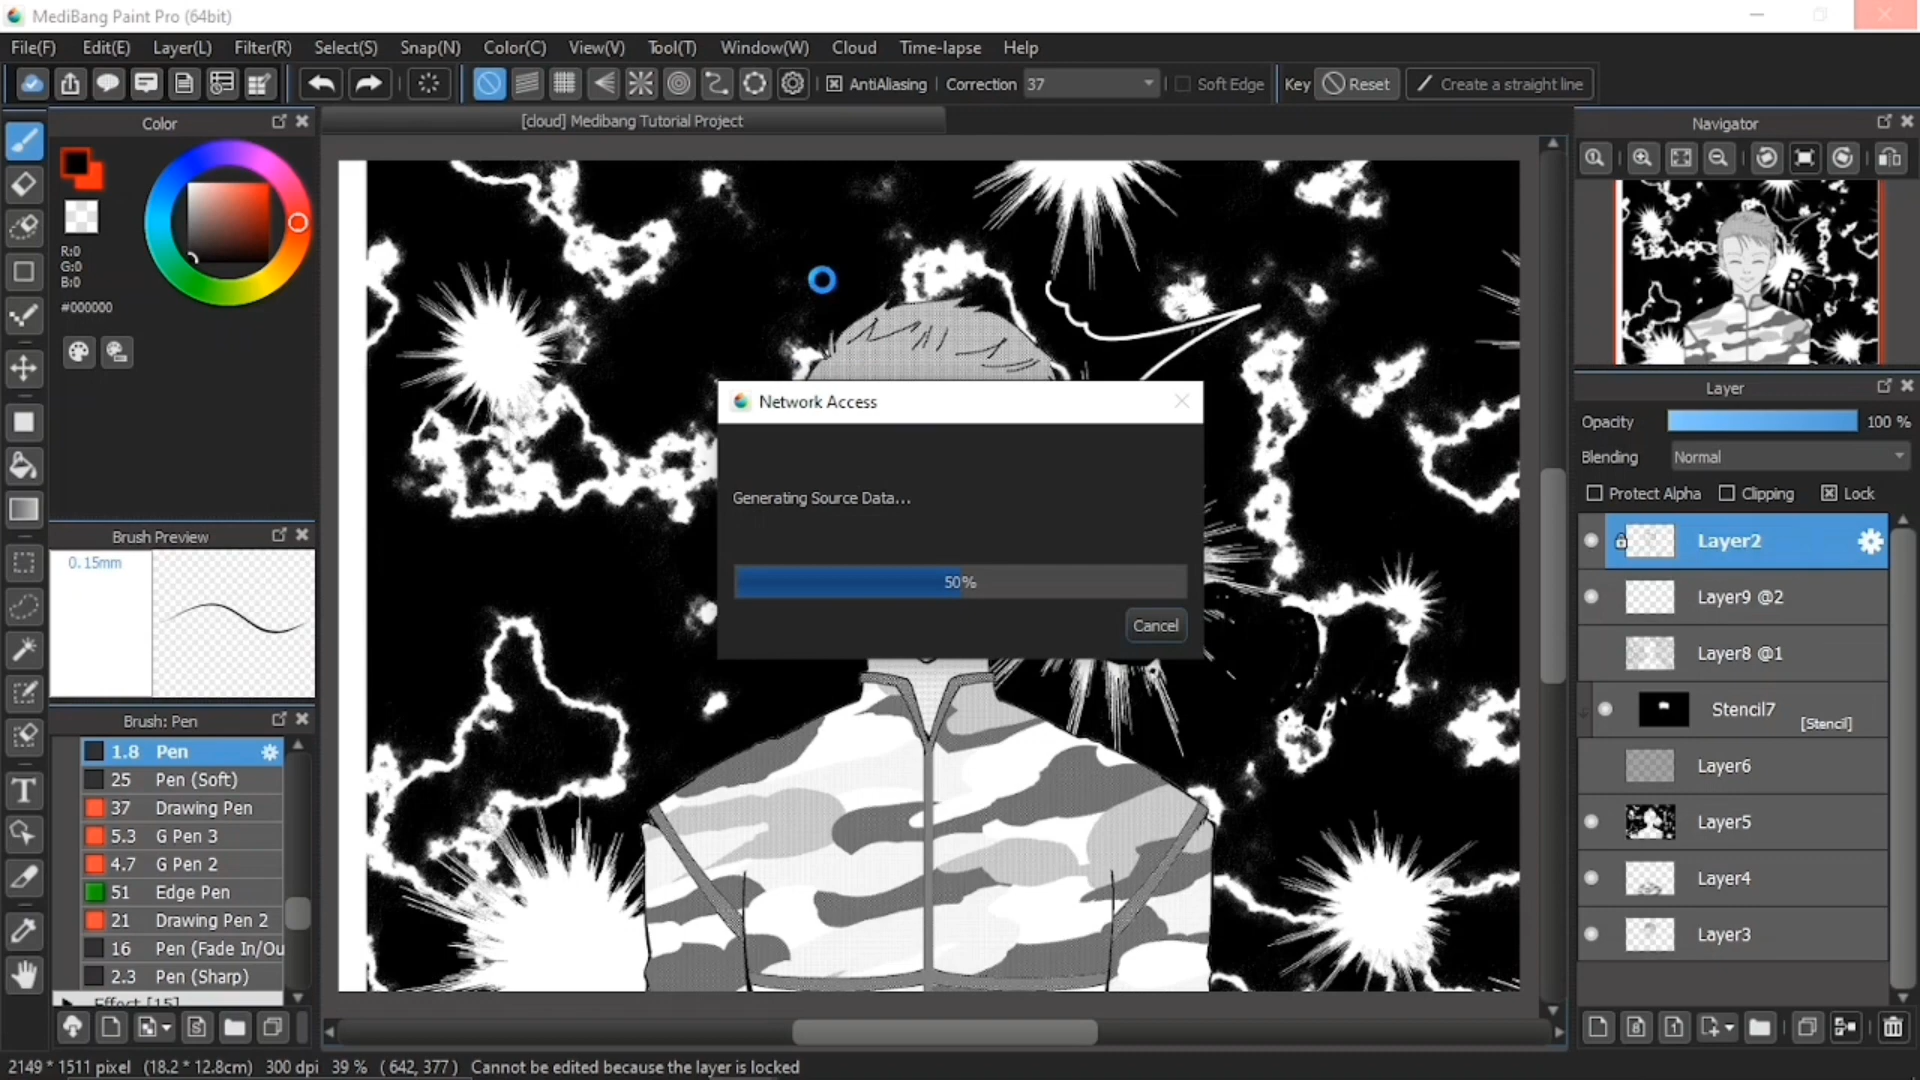 MediBang Paint Pro (64bit)
File(F) Edit(E) Layer(L) Filter(R) Select(S) Snap(N) Color(C) View(V) Tool(T) Window(W) Cloud Time-lapse Help
AntiAliasing Correction 37 Soft Edge Key Reset Create a straight line
Color
[cloud] Medibang Tutorial Project
Navigator
R:0
G:0
B:0
#000000
B
Network Access
Generating Source Data...
50%
Cancel
Brush Preview
0.15mm
Brush: Pen
1.8 Pen
25 Pen (Soft)
37 Drawing Pen
5.3 G Pen 3
4.7 G Pen 2
51 Edge Pen
21 Drawing Pen 2
16 Pen (Fade In/Ou
2.3 Pen (Sharp)
Effect [15]
Layer
Opacity 100 %
Blending Normal
Protect Alpha Clipping Lock
Layer2
Layer9 @2
Layer8 @1
Stencil7
[Stencil]
Layer6
Layer5
Layer4
Layer3
2149 * 1511 pixel (18.2 * 12.8cm) 300 dpi 39 % ( 642, 377 ) Cannot be edited because the layer is locked